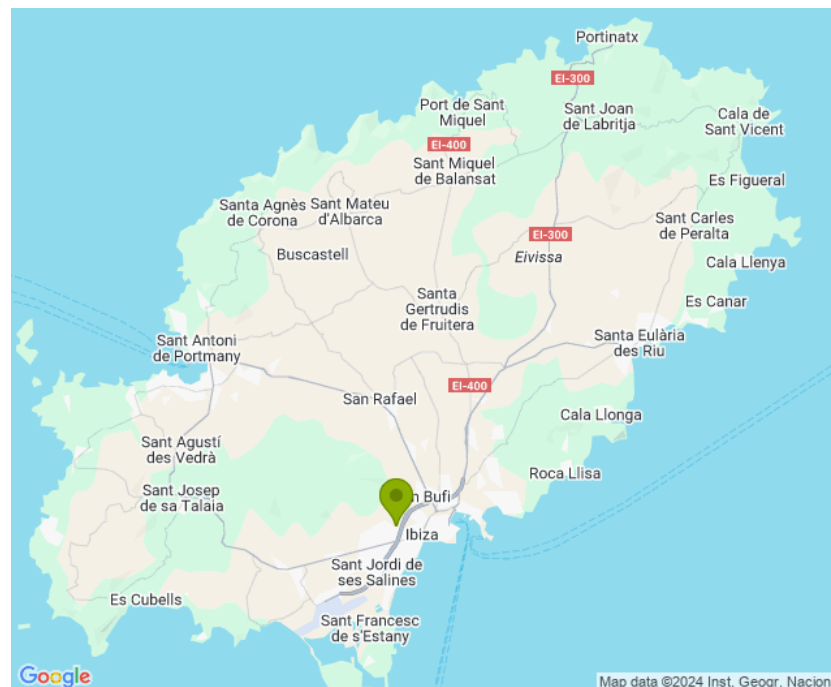 Portinatx
EI-300
Port de Sant
Miquel
Sant Joan
de Labritja
Cala de
Sant Vicent
EI-400
Sant Miquel
de Balansat
Es Figueral
Santa Agnès
de Corona
Sant Mateu
d'Albarca
Sant Carles
de Peralta
EI-300
Buscastell
Eivissa
Cala Llenya
Santa
Gertrudis
de Fruitera
Es Canar
Sant Antoni
de Portmany
Santa Eulària
des Riu
EI-400
San Rafael
Cala Llonga
Sant Agustí
des Vedrà
Roca Llisa
Sant Josep
de sa Talaia
Bufi
Ibiza
Sant Jordi de
ses Salines
Es Cubells
Sant Francesc
de s'Estany
Google
Map data ©2024 Inst. Geogr. Nacion